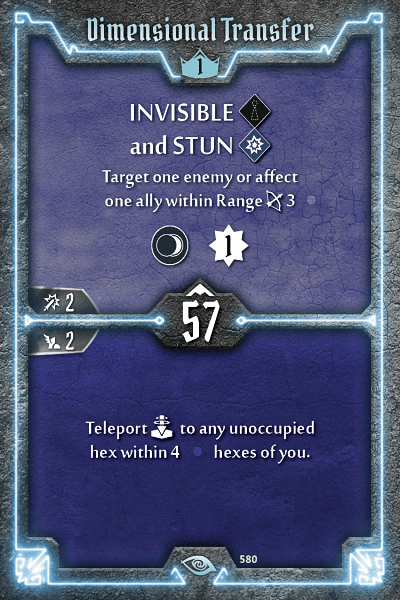 Dimensional Transfer
1
INVISIBLE
and STUN
Target one enemy or affect
one ally within Range 3
1
2
57
2
Teleport to any unoccupied
hex within 4 hexes of you.
580